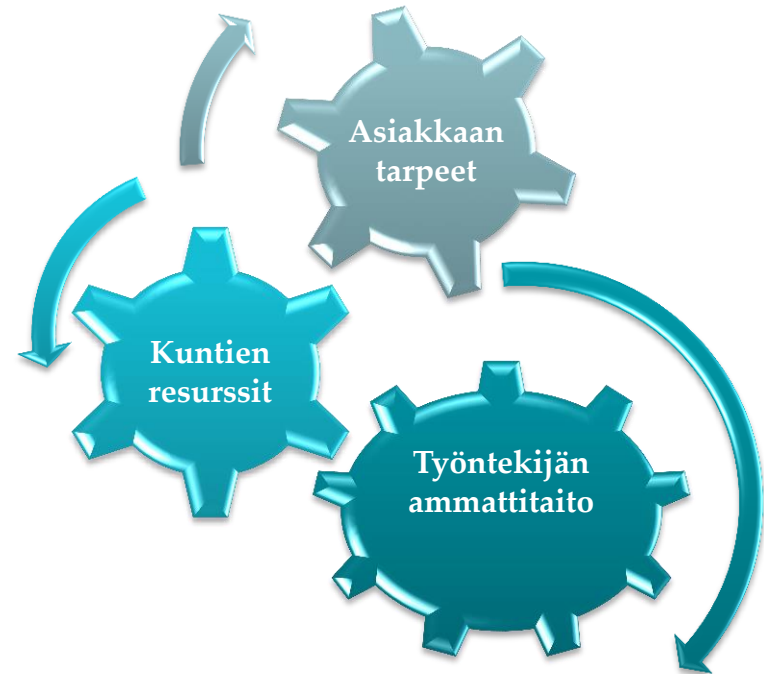 Asiakkaan
tarpeet
Kuntien
resurssit
Työntekijän
ammattitaito